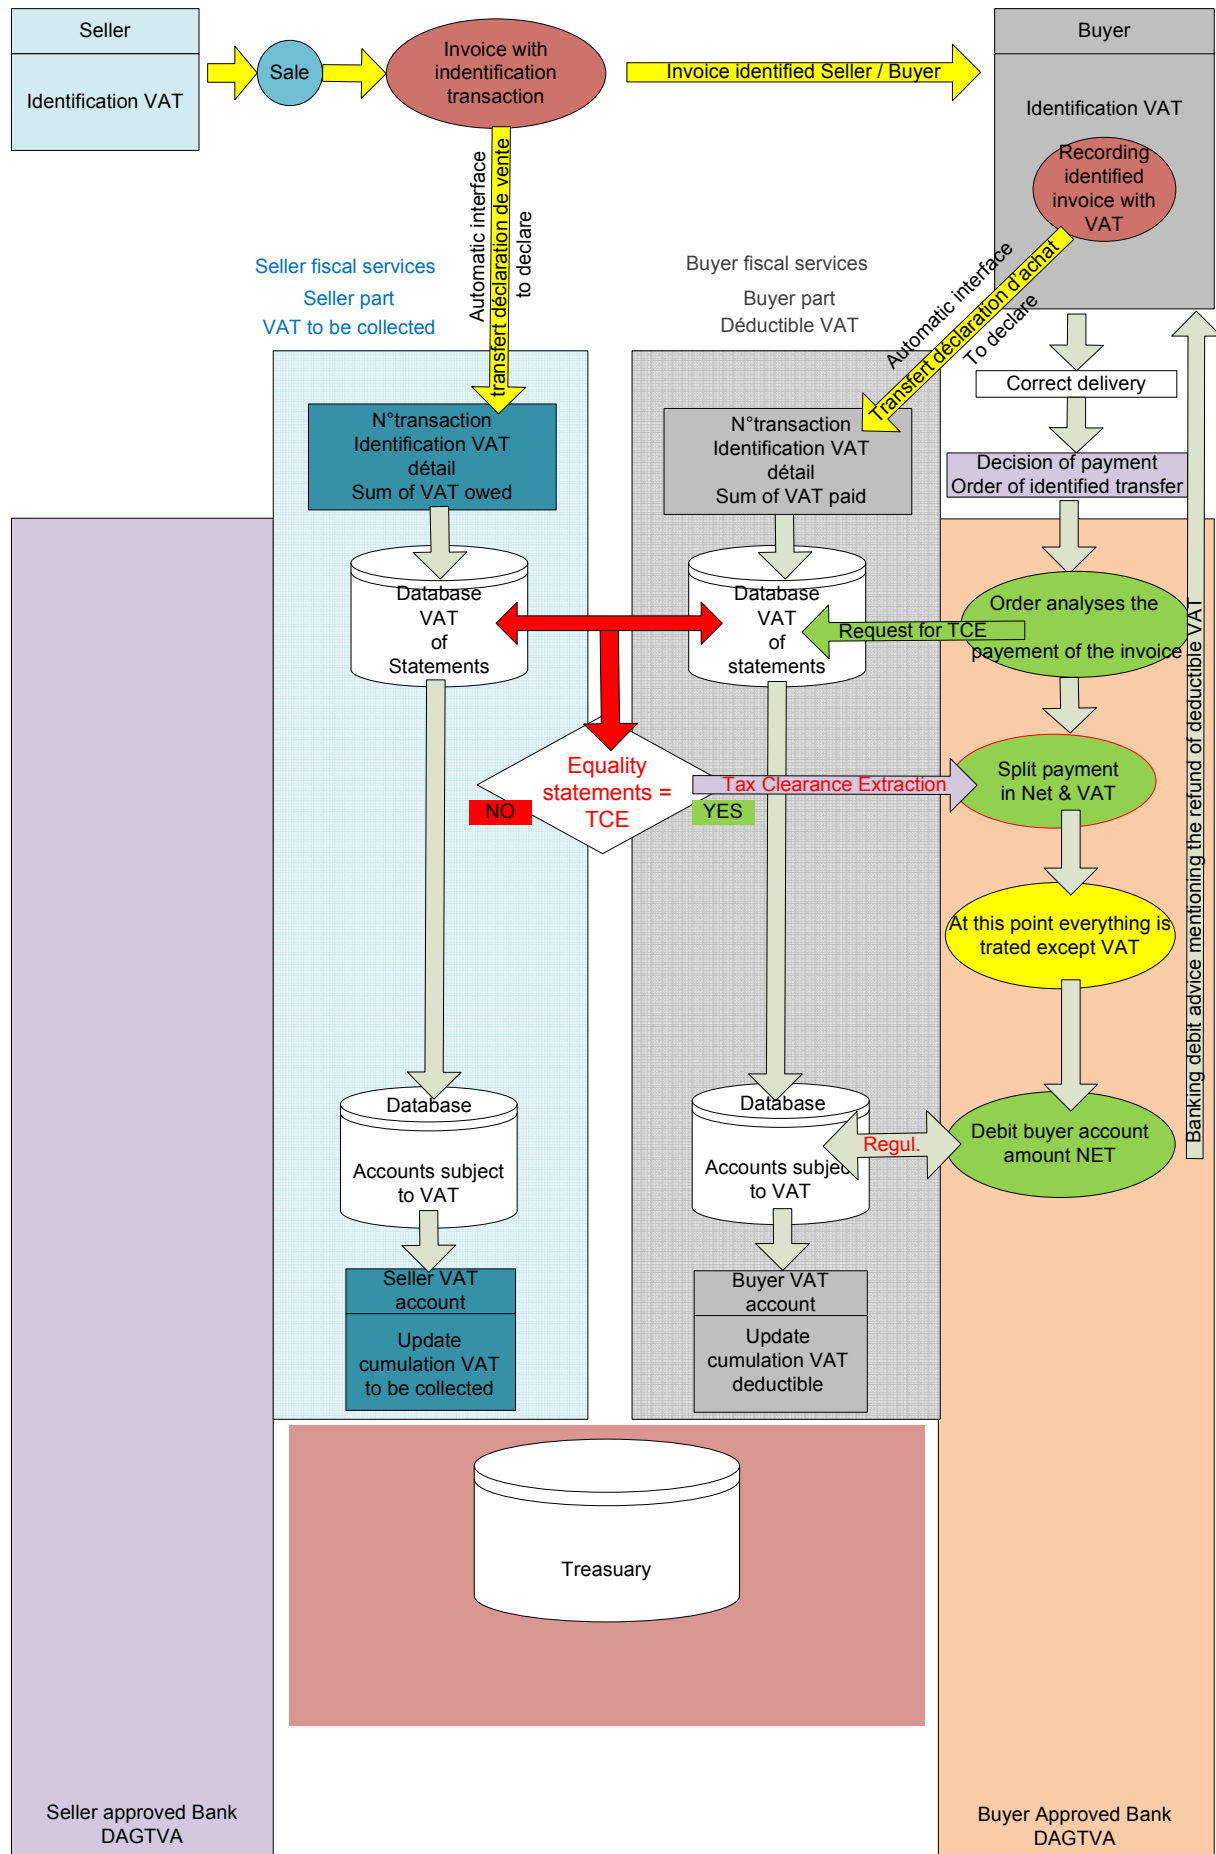 Seller
Identification VAT
Sale
Invoice with
indentification
transaction
Invoice identified Seller / Buyer
Buyer
Identification VAT
Recording
identified
invoice with
VAT
Automatic interface
transfert déclaration de vente
to declare
Seller fiscal services
Seller part
VAT to be collected
Buyer fiscal services
Buyer part
Déductible VAT
Automatic interface
Transfert déclaration d'achat
To declare
Correct delivery
Decision of payment
Order of identified transfer
N°transaction
Identification VAT
détail
Sum of VAT owed
N°transaction
Identification VAT
détail
Sum of VAT paid
Database
VAT
of
Statements
Database
VAT
of
statements
Request for TCE
Order analyses the
payement of the invoice
Equality
statements =
TCE
NO
YES
Tax Clearance Extraction
Split payment
in Net & VAT
At this point everything is
trated except VAT
Banking debit advice mentioning the refund of deductible VAT
Database
Accounts subject
to VAT
Database
Accounts subject
to VAT
Regul.
Debit buyer account
amount NET
Seller VAT
account
Update
cumulation VAT
to be collected
Buyer VAT
account
Update
cumulation VAT
deductible
Treasuary
Seller approved Bank
DAGTVA
Buyer Approved Bank
DAGTVA